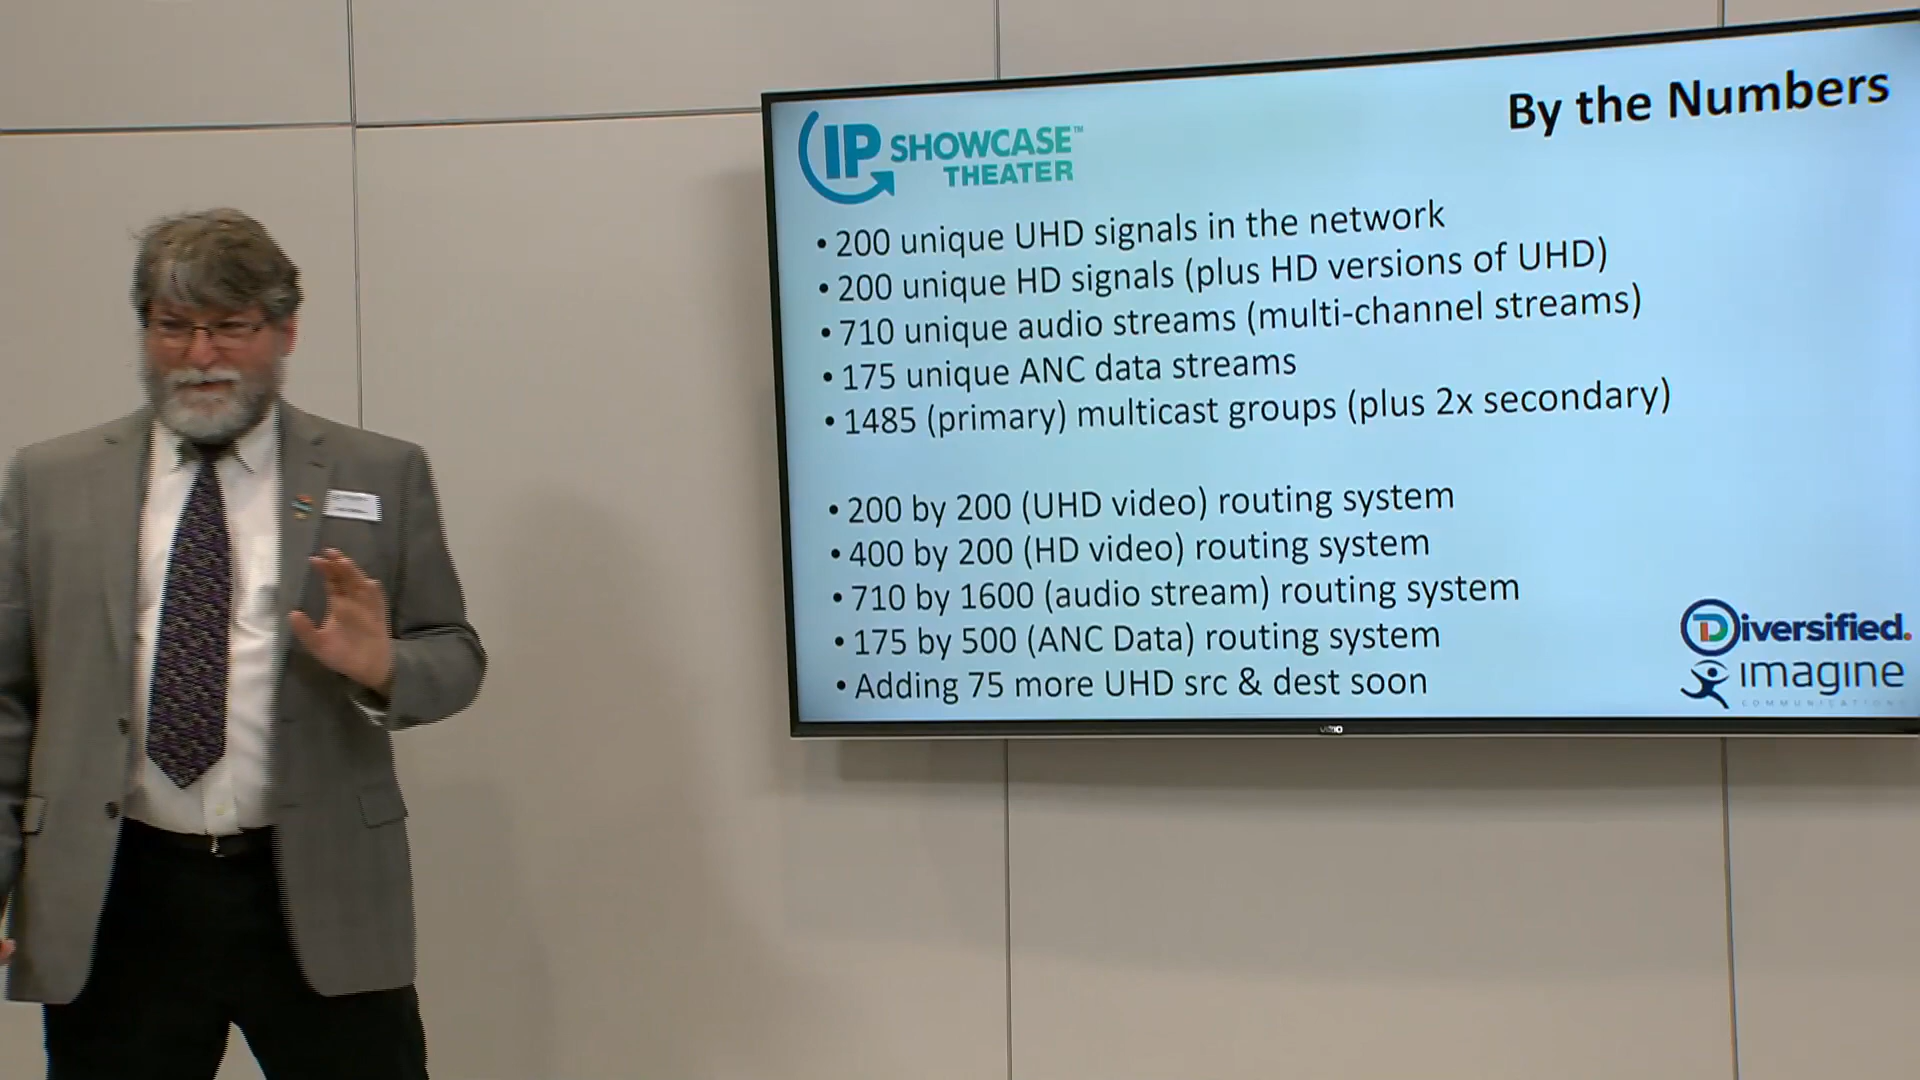 By the Numbers
IP SHOWCASE™
THEATER
• 200 unique UHD signals in the network
• 200 unique HD signals (plus HD versions of UHD)
• 710 unique audio streams (multi-channel streams)
• 175 unique ANC data streams
• 1485 (primary) multicast groups (plus 2x secondary)
• 200 by 200 (UHD video) routing system
• 400 by 200 (HD video) routing system
• 710 by 1600 (audio stream) routing system
• 175 by 500 (ANC Data) routing system
• Adding 75 more UHD src & dest soon
Diversified.
imagine
COMMUNICATIONS
VIZIO